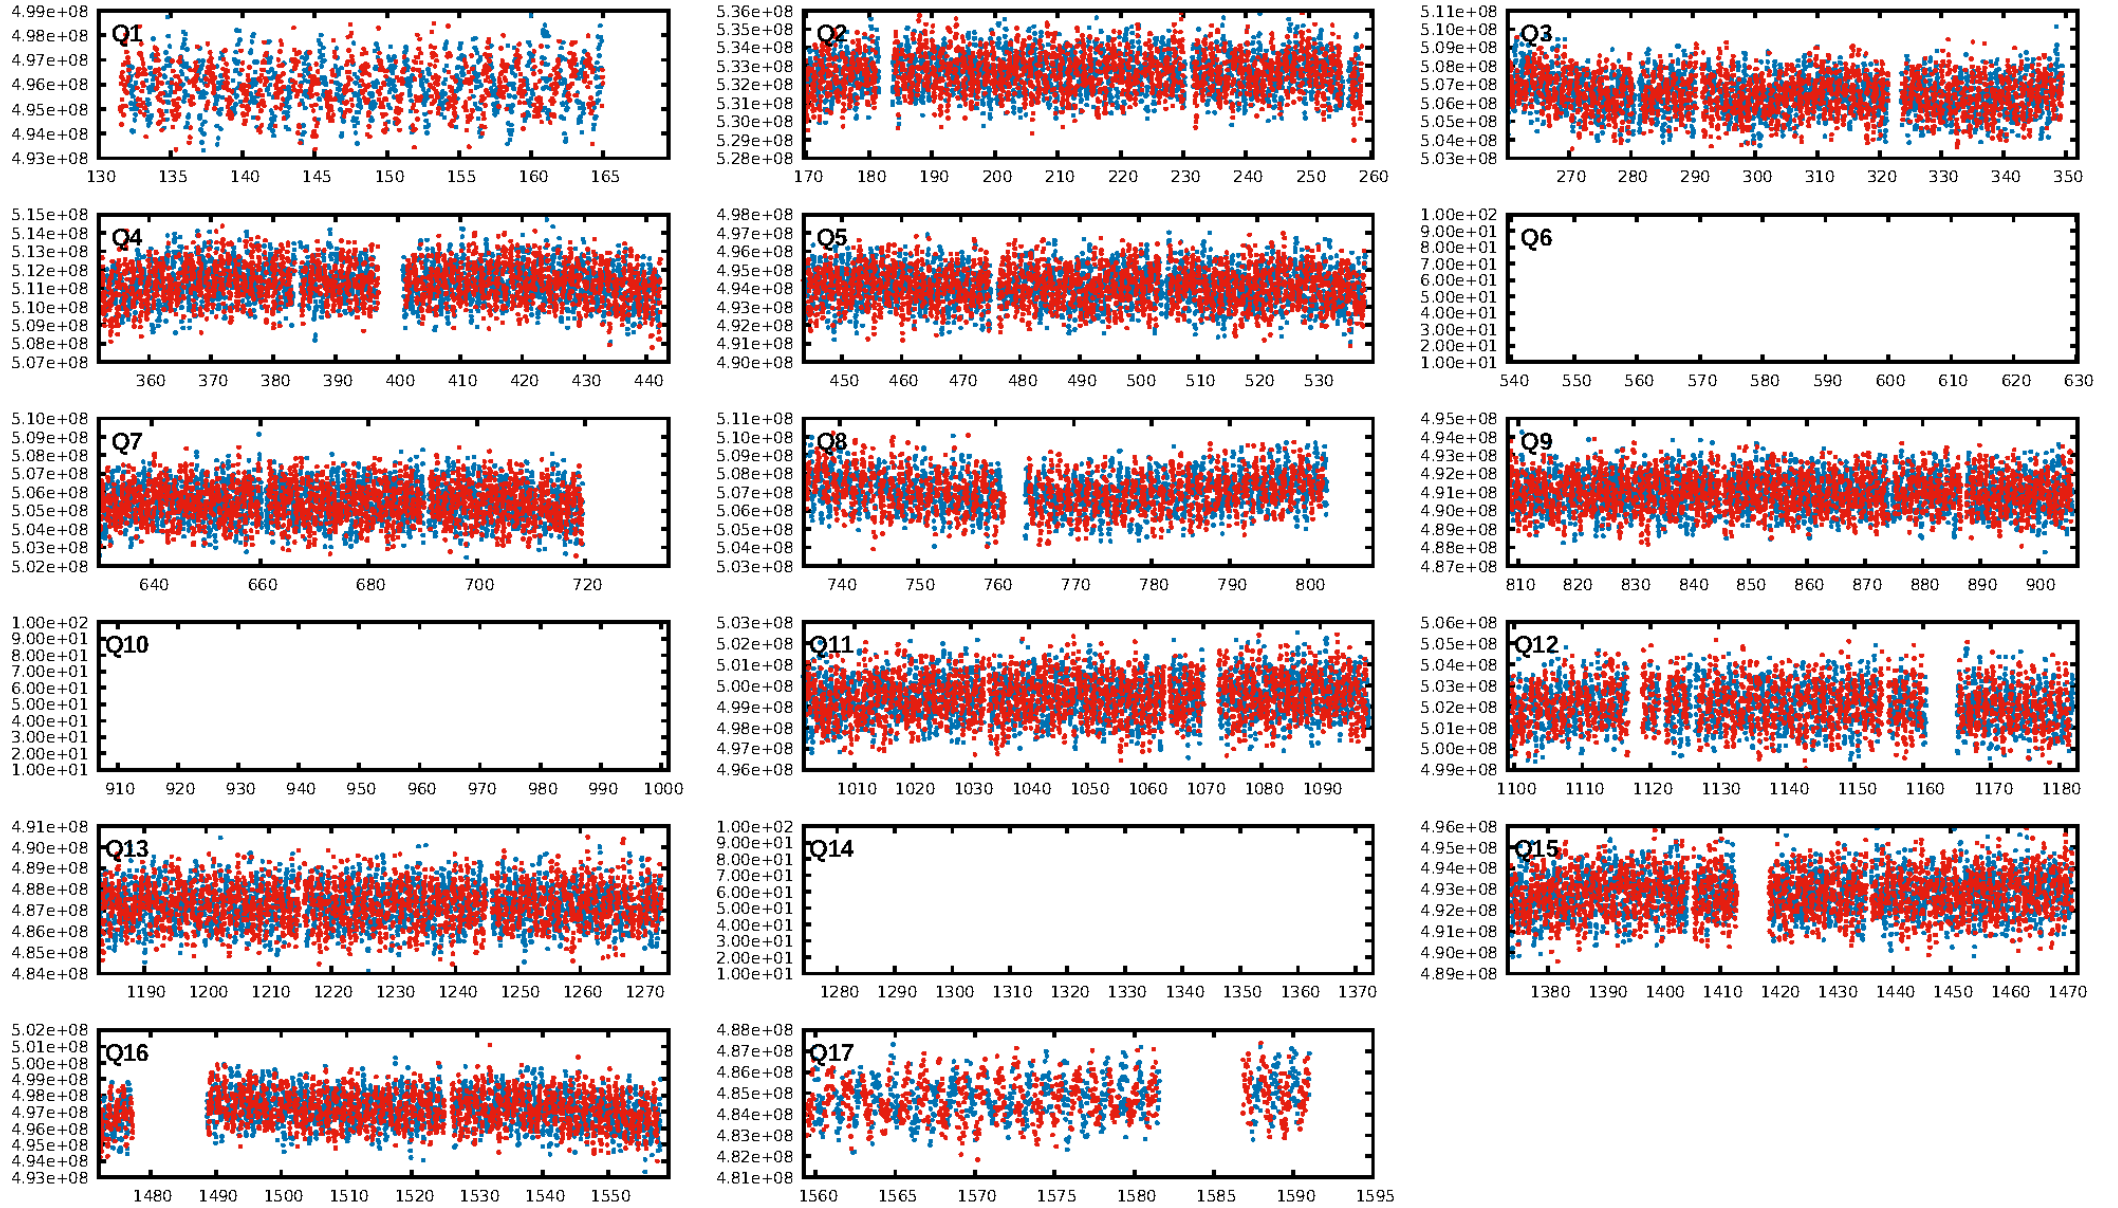 4.99e+08 4.98e+08 4.97e+08 4.96e+08 4.95e+08 4.94e+08 4.93e+08
Q1
130 135 140 145 150 155 160 165
5.36e+08 5.35e+08 5.34e+08 5.33e+08 5.32e+08 5.31e+08 5.30e+08 5.29e+08 5.28e+08
Q2
170 180 190 200 210 220 230 240 250 260
5.11e+08 5.10e+08 5.09e+08 5.08e+08 5.07e+08 5.06e+08 5.05e+08 5.04e+08 5.03e+08
Q3
270 280 290 300 310 320 330 340 350
5.15e+08 5.14e+08 5.13e+08 5.12e+08 5.11e+08 5.10e+08 5.09e+08 5.08e+08 5.07e+08
Q4
360 370 380 390 400 410 420 430 440
4.98e+08 4.97e+08 4.96e+08 4.95e+08 4.94e+08 4.93e+08 4.92e+08 4.91e+08 4.90e+08
Q5
450 460 470 480 490 500 510 520 530
1.00e+02 9.00e+01 8.00e+01 7.00e+01 6.00e+01 5.00e+01 4.00e+01 3.00e+01 2.00e+01 1.00e+01
Q6
540 550 560 570 580 590 600 610 620 630
5.10e+08 5.09e+08 5.08e+08 5.07e+08 5.06e+08 5.05e+08 5.04e+08 5.03e+08 5.02e+08
Q7
640 660 680 700 720
5.11e+08 5.10e+08 5.09e+08 5.08e+08 5.07e+08 5.06e+08 5.05e+08 5.04e+08 5.03e+08
Q8
740 750 760 770 780 790 800
4.95e+08 4.94e+08 4.93e+08 4.92e+08 4.91e+08 4.90e+08 4.89e+08 4.88e+08 4.87e+08
Q9
810 820 830 840 850 860 870 880 890 900
1.00e+02 9.00e+01 8.00e+01 7.00e+01 6.00e+01 5.00e+01 4.00e+01 3.00e+01 2.00e+01 1.00e+01
Q10
910 920 930 940 950 960 970 980 990 1000
5.03e+08 5.02e+08 5.01e+08 5.00e+08 4.99e+08 4.98e+08 4.97e+08 4.96e+08
Q11
1010 1020 1030 1040 1050 1060 1070 1080 1090
5.06e+08 5.05e+08 5.04e+08 5.03e+08 5.02e+08 5.01e+08 5.00e+08 4.99e+08
Q12
1100 1110 1120 1130 1140 1150 1160 1170 1180
4.91e+08 4.90e+08 4.89e+08 4.88e+08 4.87e+08 4.86e+08 4.85e+08 4.84e+08
Q13
1190 1200 1210 1220 1230 1240 1250 1260 1270
1.00e+02 9.00e+01 8.00e+01 7.00e+01 6.00e+01 5.00e+01 4.00e+01 3.00e+01 2.00e+01 1.00e+01
Q14
1280 1290 1300 1310 1320 1330 1340 1350 1360 1370
4.96e+08 4.95e+08 4.94e+08 4.93e+08 4.92e+08 4.91e+08 4.90e+08 4.89e+08
Q15
1380 1390 1400 1410 1420 1430 1440 1450 1460 1470
5.02e+08 5.01e+08 5.00e+08 4.99e+08 4.98e+08 4.97e+08 4.96e+08 4.95e+08 4.94e+08 4.93e+08
Q16
1480 1490 1500 1510 1520 1530 1540 1550
4.88e+08 4.87e+08 4.86e+08 4.85e+08 4.84e+08 4.83e+08 4.82e+08 4.81e+08
Q17
1560 1565 1570 1575 1580 1585 1590 1595